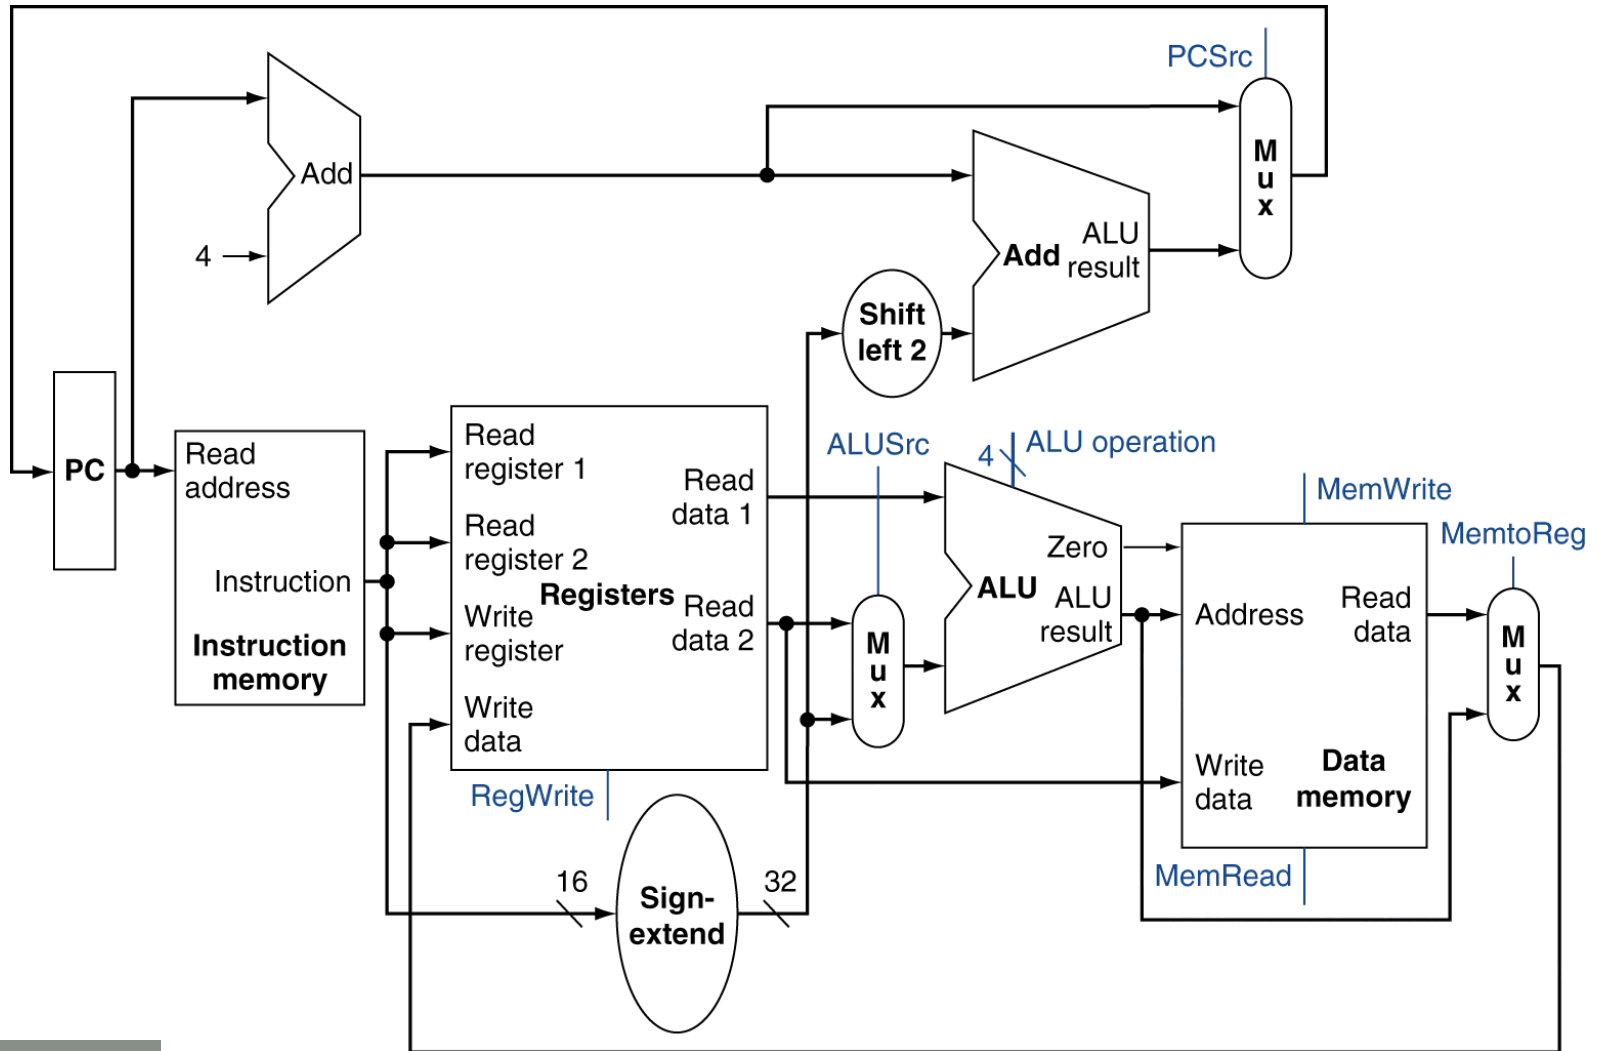 PCSrc
M
u
x
Add
4
Add
ALU
result
Shift
left 2
PC
Read
address
Instruction
Instruction
memory
Read
register 1
Read
register 2
Write
register
Write
data
Registers
Read
data 1
Read
data 2
RegWrite
16
Sign-
extend
32
ALUSrc
M
u
x
4
ALU operation
Zero
ALU
ALU
result
MemWrite
Address
Read
data
Write
data
Data
memory
MemRead
MemtoReg
M
u
x